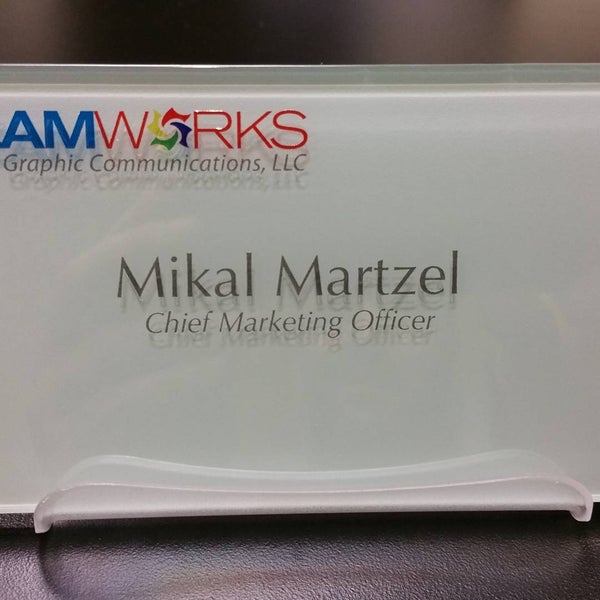 AMWORKS
Graphic Communications, LLC
Mikal Martzel
Chief Marketing Officer